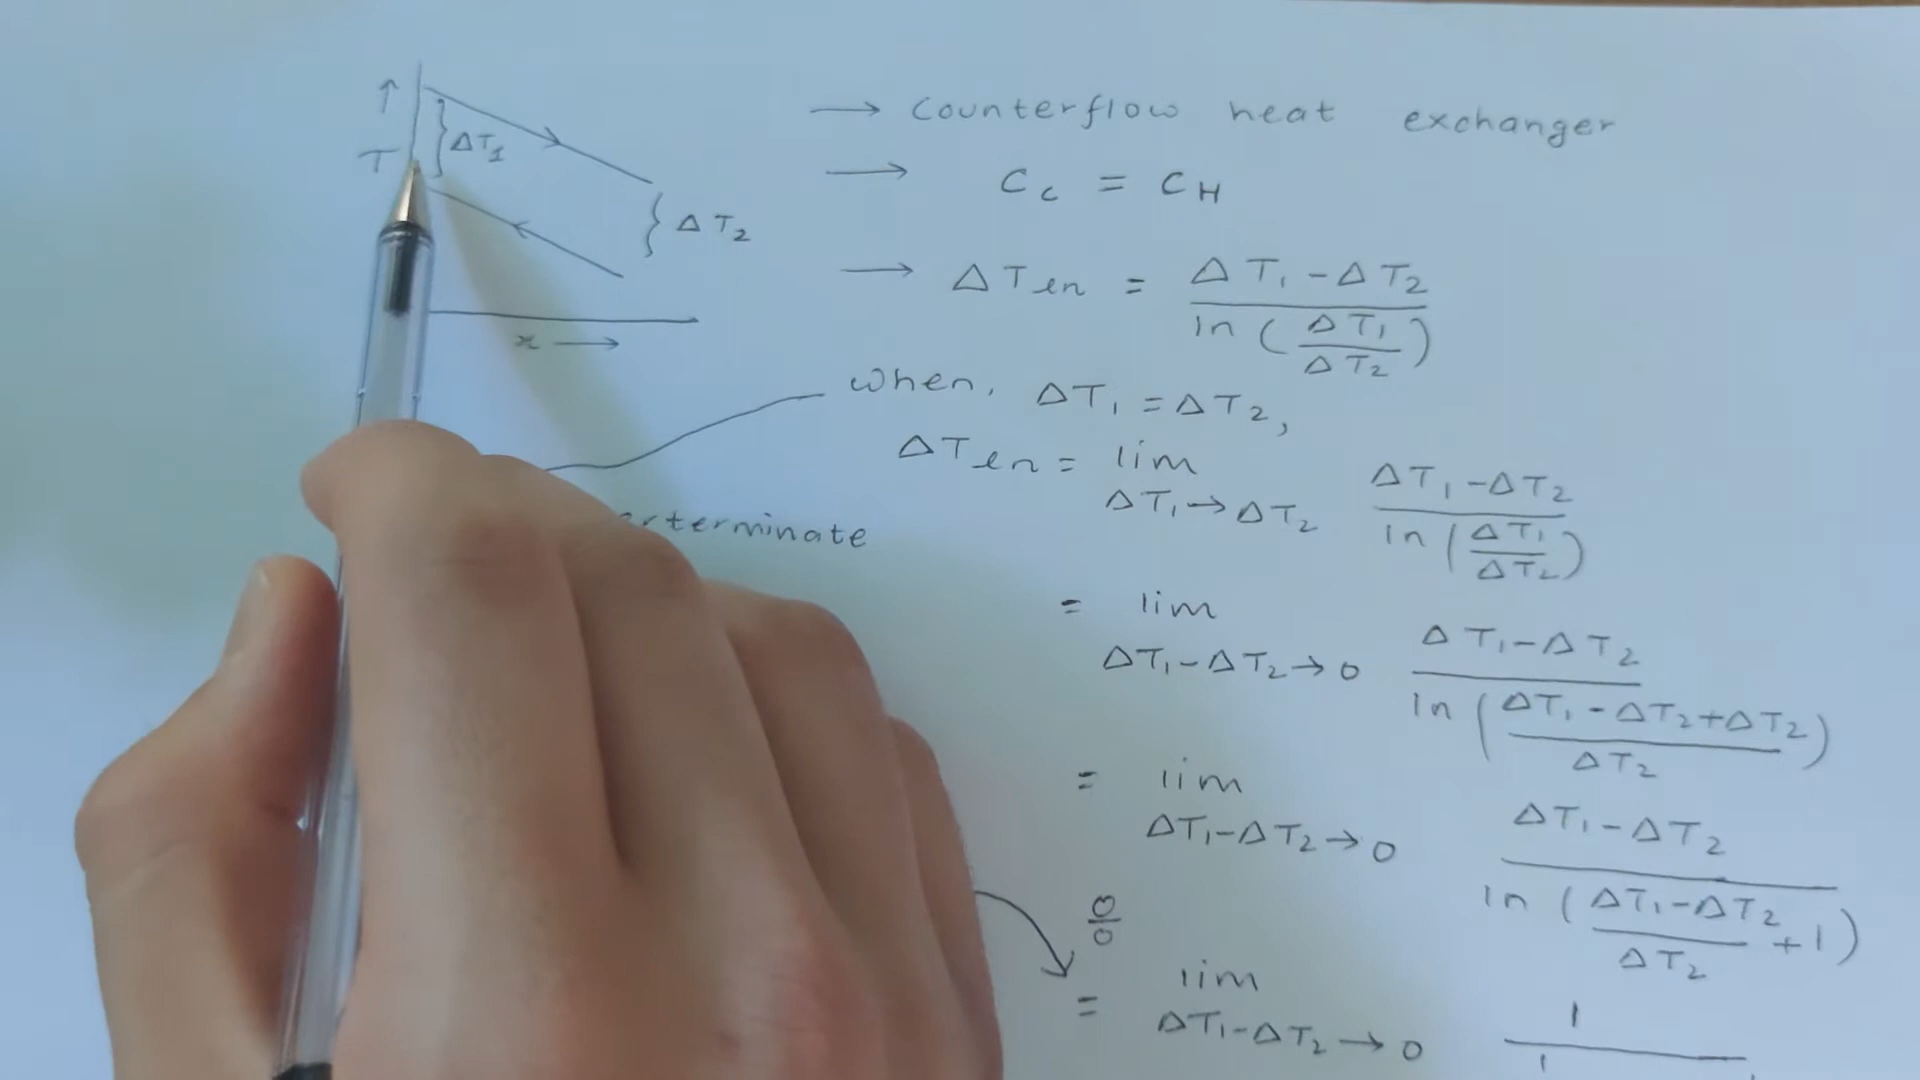 ↑
T
ΔT1
ΔT2
x →
→ Counterflow heat exchanger
→ Cc = CH
→ ΔTln = (ΔT1 - ΔT2) / ln(ΔT1/ΔT2)
when, ΔT1 = ΔT2,
ΔTln = lim ΔT1→ΔT2 (ΔT1 - ΔT2) / ln(ΔT1/ΔT2)
= lim ΔT1-ΔT2→0 (ΔT1 - ΔT2) / ln((ΔT1 - ΔT2 + ΔT2)/ΔT2)
= lim ΔT1-ΔT2→0 (ΔT1 - ΔT2) / ln((ΔT1 - ΔT2)/ΔT2 + 1)
0/0
= lim ΔT1-ΔT2→0 1 / 1